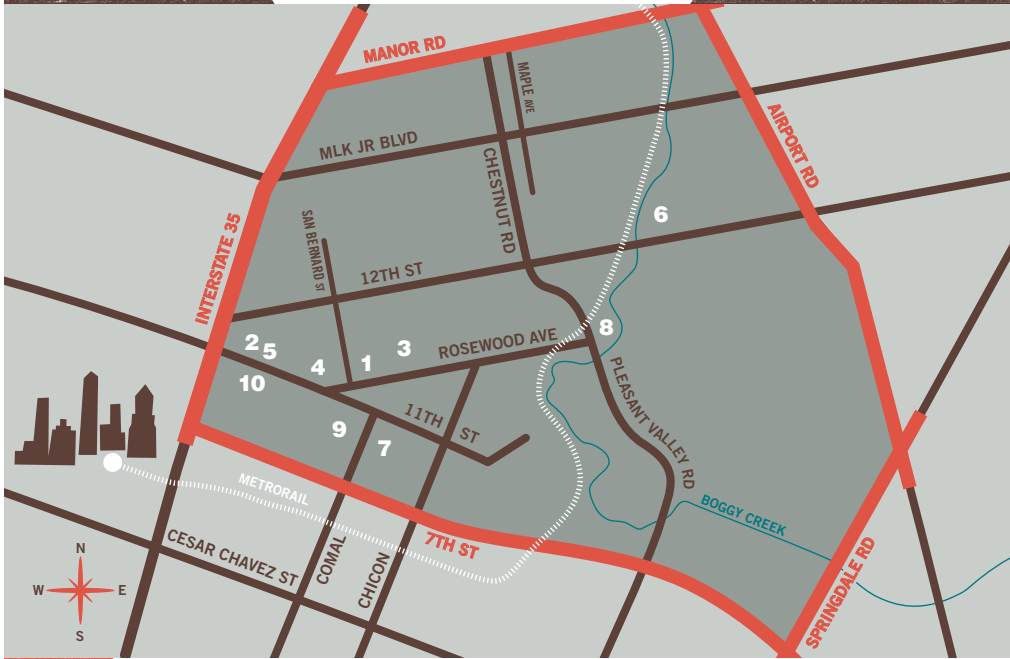 MANOR RD
MAPLE AVE
AIRPORT RD
MLK JR BLVD
CHESTNUT RD
6
SAN BERNARD ST
INTERSTATE 35
12TH ST
8
2
5
3
ROSEWOOD AVE
4
1
10
PLEASANT VALLEY RD
11TH ST
9
7
METRORAIL
BOGGY CREEK
7TH ST
CESAR CHAVEZ ST
COMAL
CHICON
SPRINGDALE RD
N
W
E
S